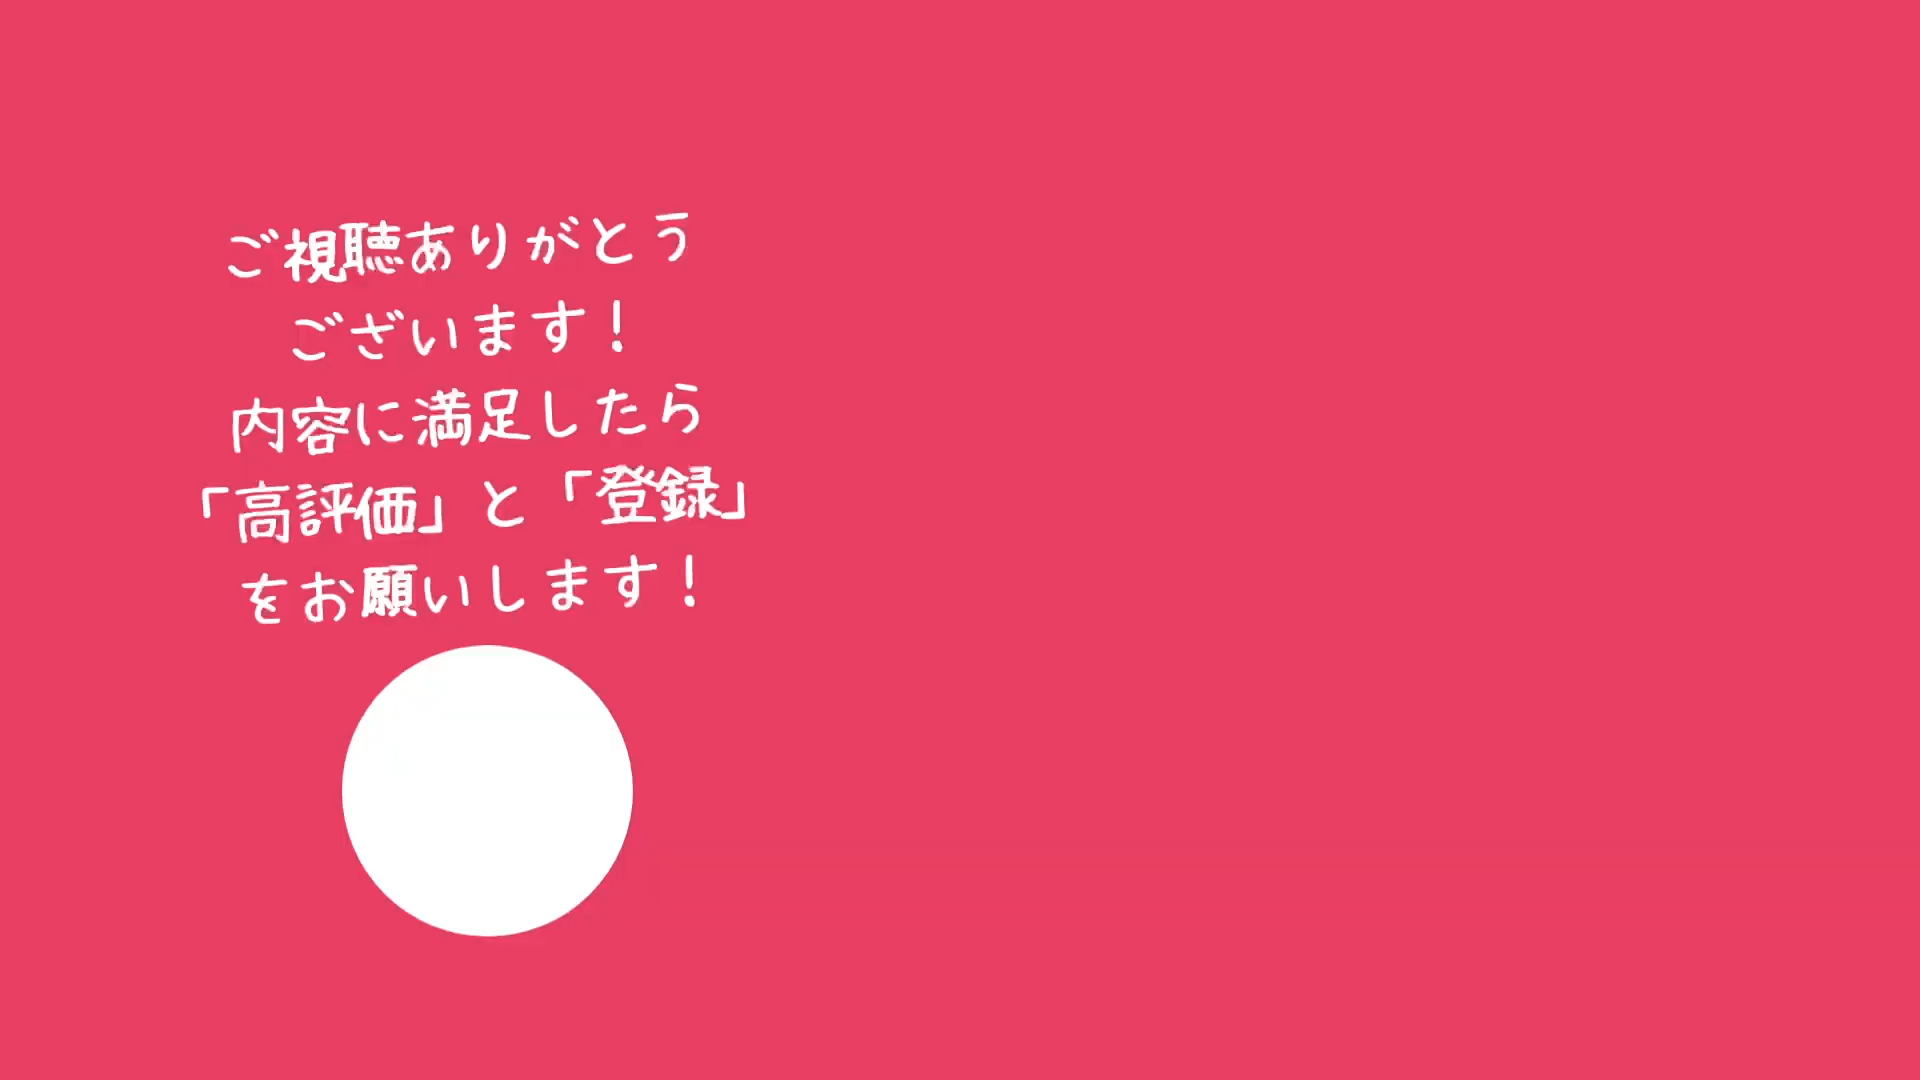 ご視聴ありがとう
ございます！
内容に満足したら
「高評価」と「登録」
をお願いします！